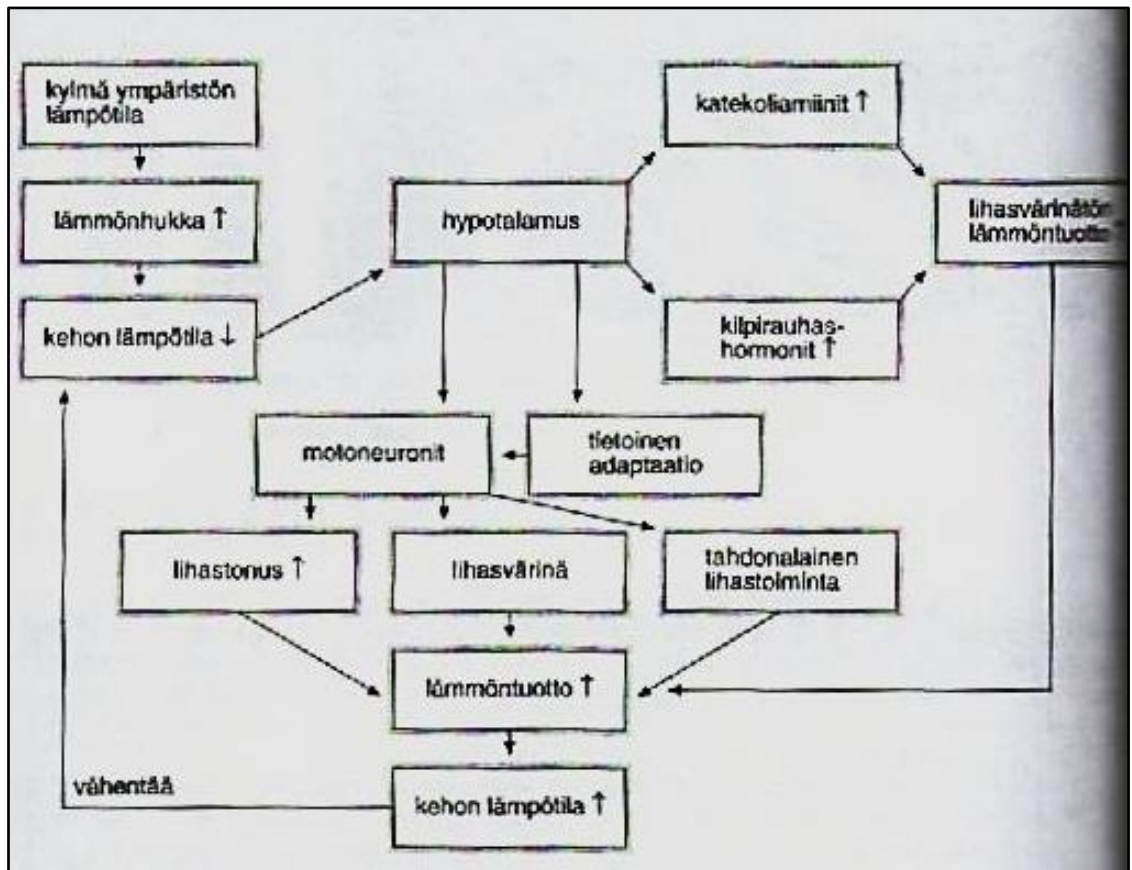 kylmä ympäristön
lämpötila
katekoliamiinit ↑
lämmönhukka ↑
hypotalamus
lihasvärinätön
lämmöntuotto ↑
kehon lämpötila ↓
kilpirauhas-
hormonit ↑
motoneuronit
tietoinen
adaptaatio
lihastonus ↑
lihasvärinä
tahdonalainen
lihastoiminta
lämmöntuotto ↑
vähentää
kehon lämpötila ↑